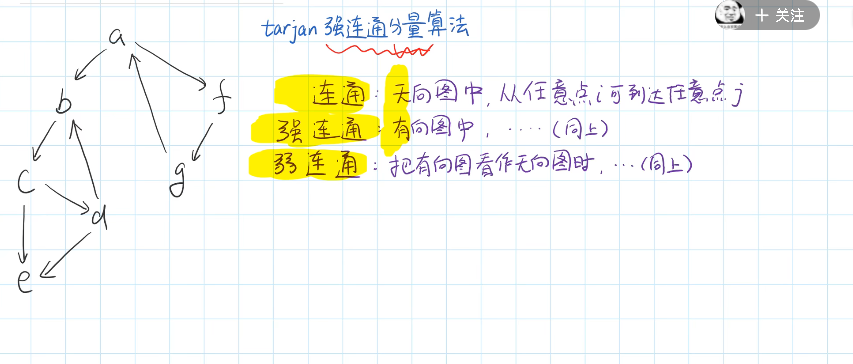 tarjan 强连通分量算法
+ 关注
连通: 无向图中, 从任意点i可到达任意点j
强连通: 有向图中, ····· (同上)
弱连通: 把有向图看作无向图时, ···(同上)
a
b
f
c
g
d
e